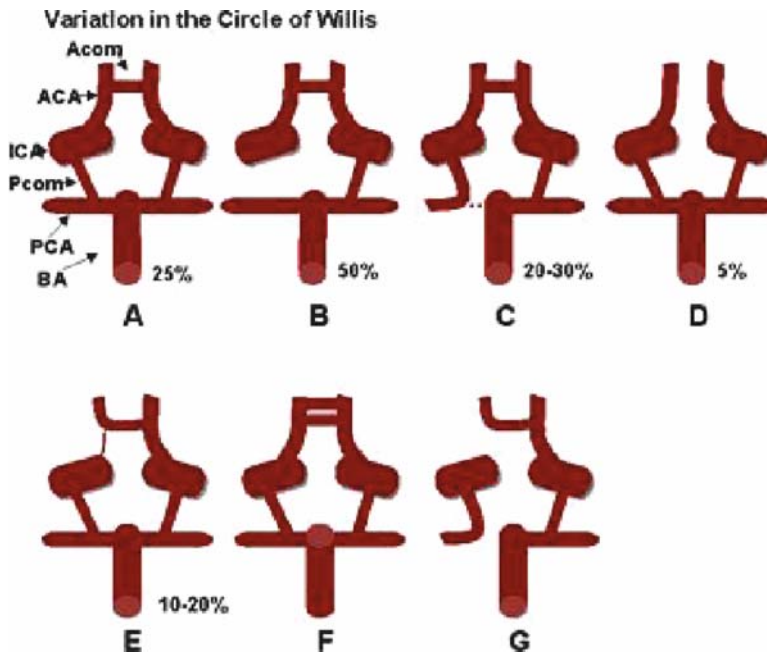 Variation in the Circle of Willis
Acom
ACA
ICA
Pcom
PCA
BA
25%
50%
20-30%
5%
A
B
C
D
10-20%
E
F
G